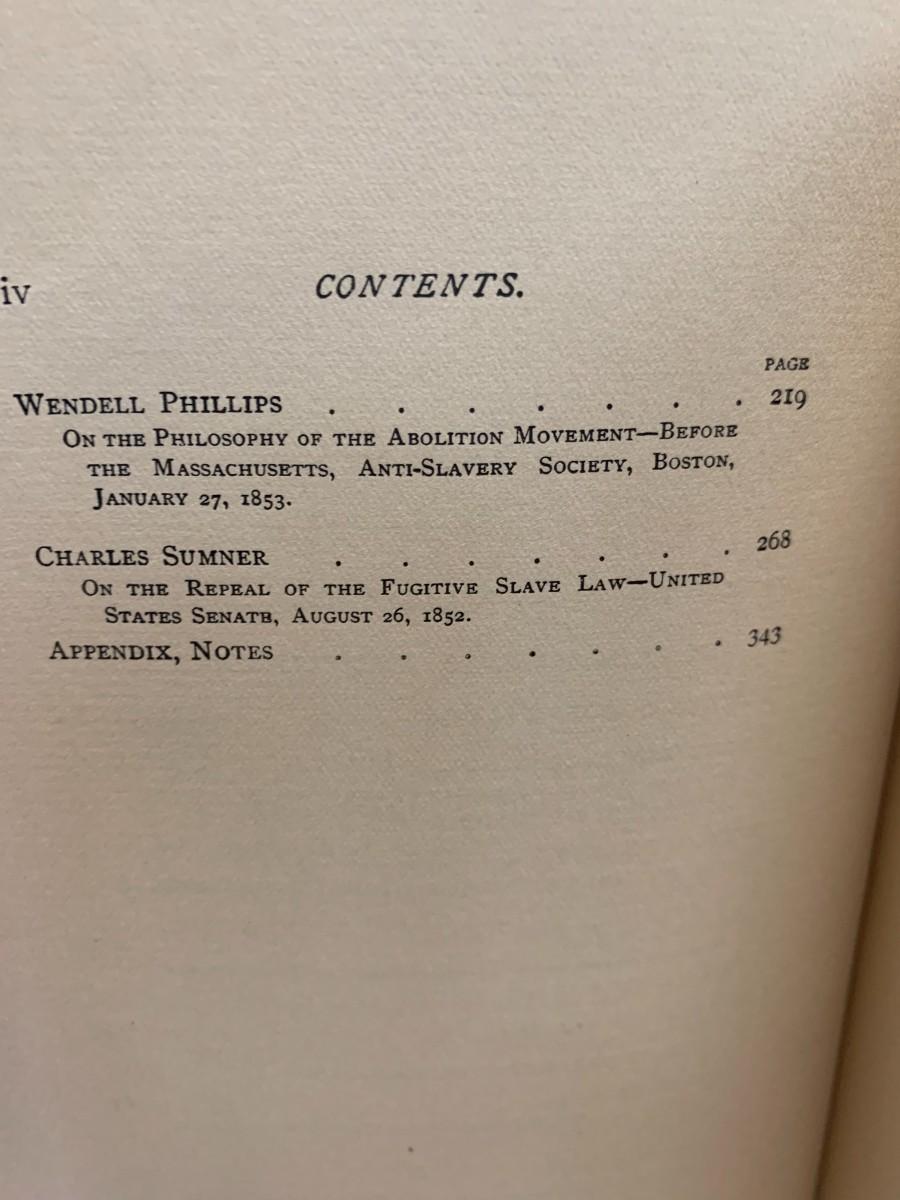 iv CONTENTS.
PAGE
WENDELL PHILLIPS . . . . . . . 219
ON THE PHILOSOPHY OF THE ABOLITION MOVEMENT—BEFORE
THE MASSACHUSETTS, ANTI-SLAVERY SOCIETY, BOSTON,
JANUARY 27, 1853.
CHARLES SUMNER . . . . . . . 268
ON THE REPEAL OF THE FUGITIVE SLAVE LAW—UNITED
STATES SENATE, AUGUST 26, 1852.
APPENDIX, NOTES . . . . . . . 343